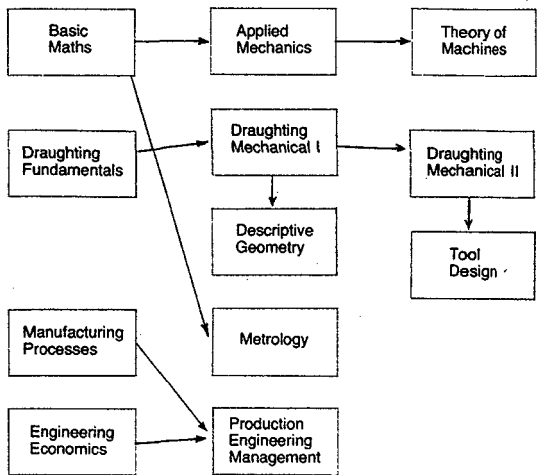 Basic
Maths
Applied
Mechanics
Theory of
Machines
Draughting
Fundamentals
Draughting
Mechanical I
Draughting
Mechanical II
Descriptive
Geometry
Tool
Design
Manufacturing
Processes
Metrology
Engineering
Economics
Production
Engineering
Management